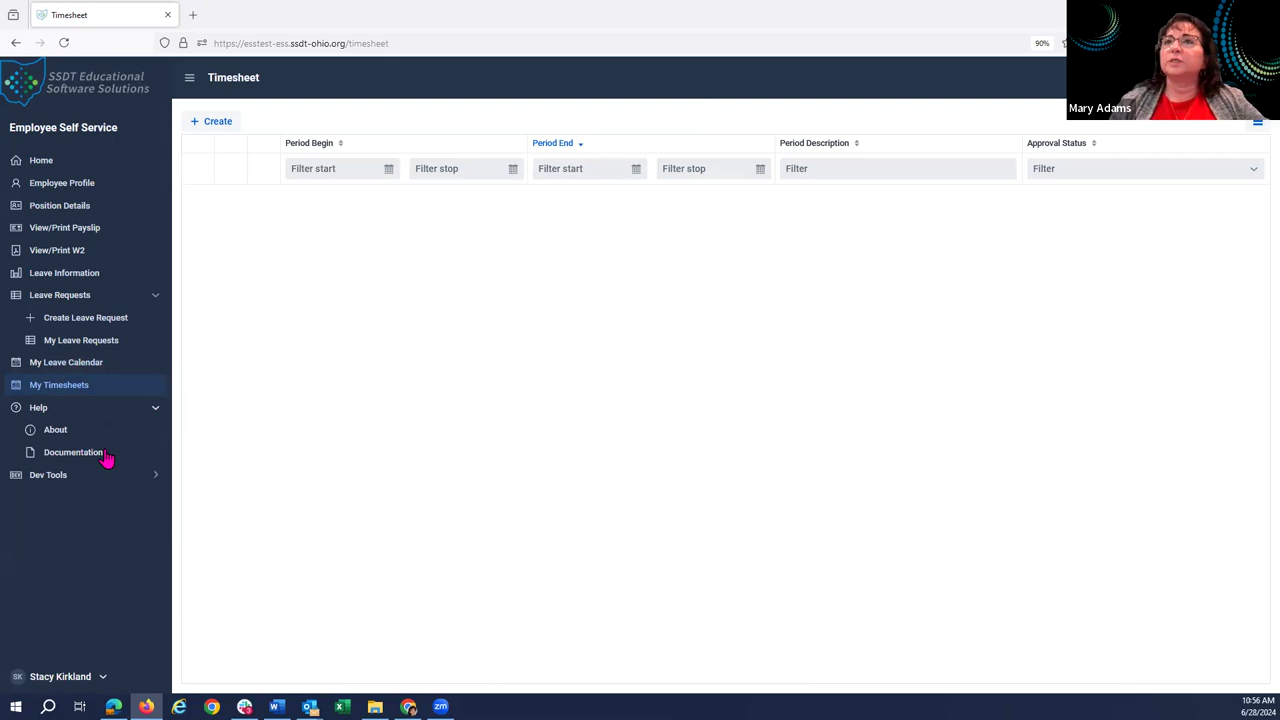 Timesheet
https://esstest-ess.ssdt-ohio.org/timesheet
90%
SSDT Educational
Software Solutions
Timesheet
Mary Adams
Employee Self Service
Home
Employee Profile
Position Details
View/Print Payslip
View/Print W2
Leave Information
Leave Requests
Create Leave Request
My Leave Requests
My Leave Calendar
My Timesheets
Help
About
Documentation
Dev Tools
SK Stacy Kirkland
+ Create
Period Begin
Period End
Period Description
Approval Status
Filter start
Filter stop
Filter start
Filter stop
Filter
Filter
10:56 AM
6/28/2024